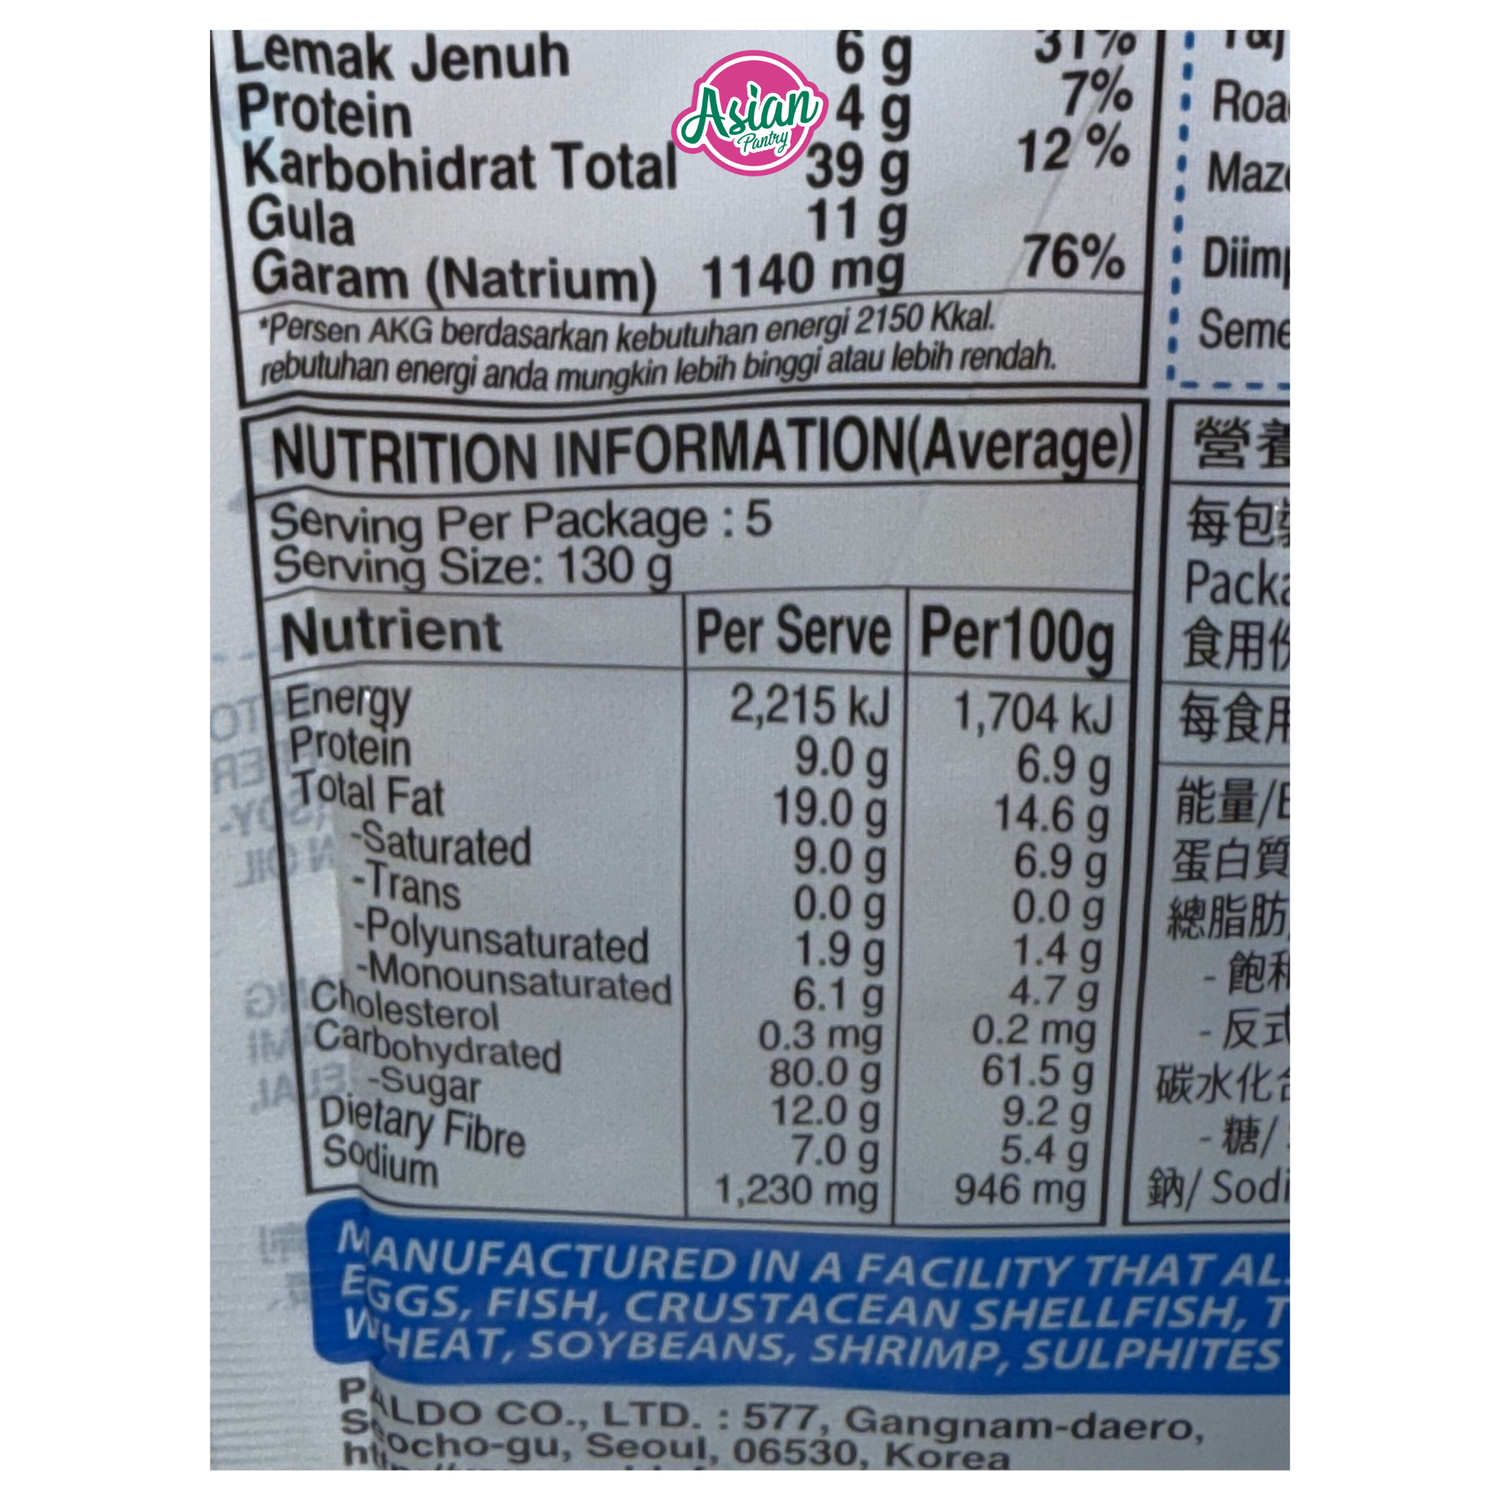 Lemak Jenuh 6 g 31%
Protein 4 g 7%
Karbohidrat Total 39 g 12 %
Gula 11 g
Garam (Natrium) 1140 mg 76%
*Persen AKG berdasarkan kebutuhan energi 2150 Kkal.
rebutuhan energi anda mungkin lebih binggi atau lebih rendah.
Asian
Pantry
Roa
Maz
Diimp
Seme
NUTRITION INFORMATION(Average)
Serving Per Package : 5
Serving Size: 130 g
Nutrient Per Serve Per100g
Energy 2,215 kJ 1,704 kJ
Protein 9.0 g 6.9 g
Total Fat 19.0 g 14.6 g
-Saturated 9.0 g 6.9 g
-Trans 0.0 g 0.0 g
-Polyunsaturated 1.9 g 1.4 g
-Monounsaturated 6.1 g 4.7 g
Cholesterol 0.3 mg 0.2 mg
Carbohydrated 80.0 g 61.5 g
-Sugar 12.0 g 9.2 g
Dietary Fibre 7.0 g 5.4 g
Sodium 1,230 mg 946 mg
營養
每包裝
Packa
食用份
每食用
能量/E
蛋白質
總脂肪
- 飽和
- 反式
碳水化合
- 糖/
鈉/ Sodi
MANUFACTURED IN A FACILITY THAT AL
EGGS, FISH, CRUSTACEAN SHELLFISH, T
WHEAT, SOYBEANS, SHRIMP, SULPHITES
PALDO CO., LTD. : 577, Gangnam-daero,
Seocho-gu, Seoul, 06530, Korea